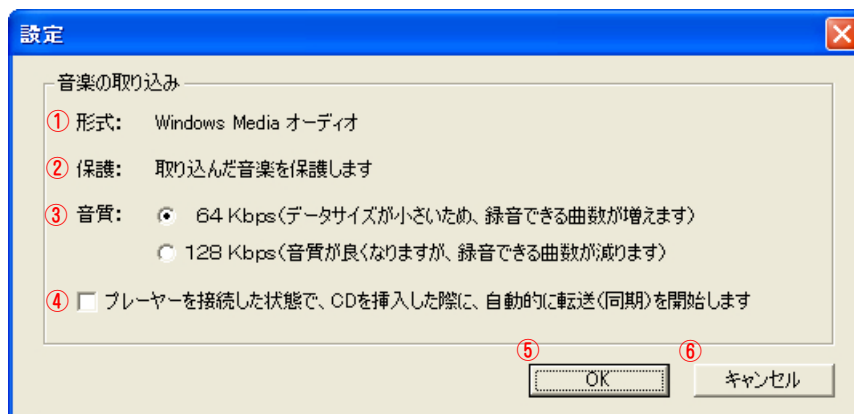 設定
音楽の取り込み
① 形式: Windows Media オーディオ
② 保護: 取り込んだ音楽を保護します
③ 音質: 64 Kbps(データサイズが小さいため、録音できる曲数が増えます)
128 Kbps(音質が良くなりますが、録音できる曲数が減ります)
④ プレーヤーを接続した状態で、CDを挿入した際に、自動的に転送(同期)を開始します
⑤ OK ⑥ キャンセル